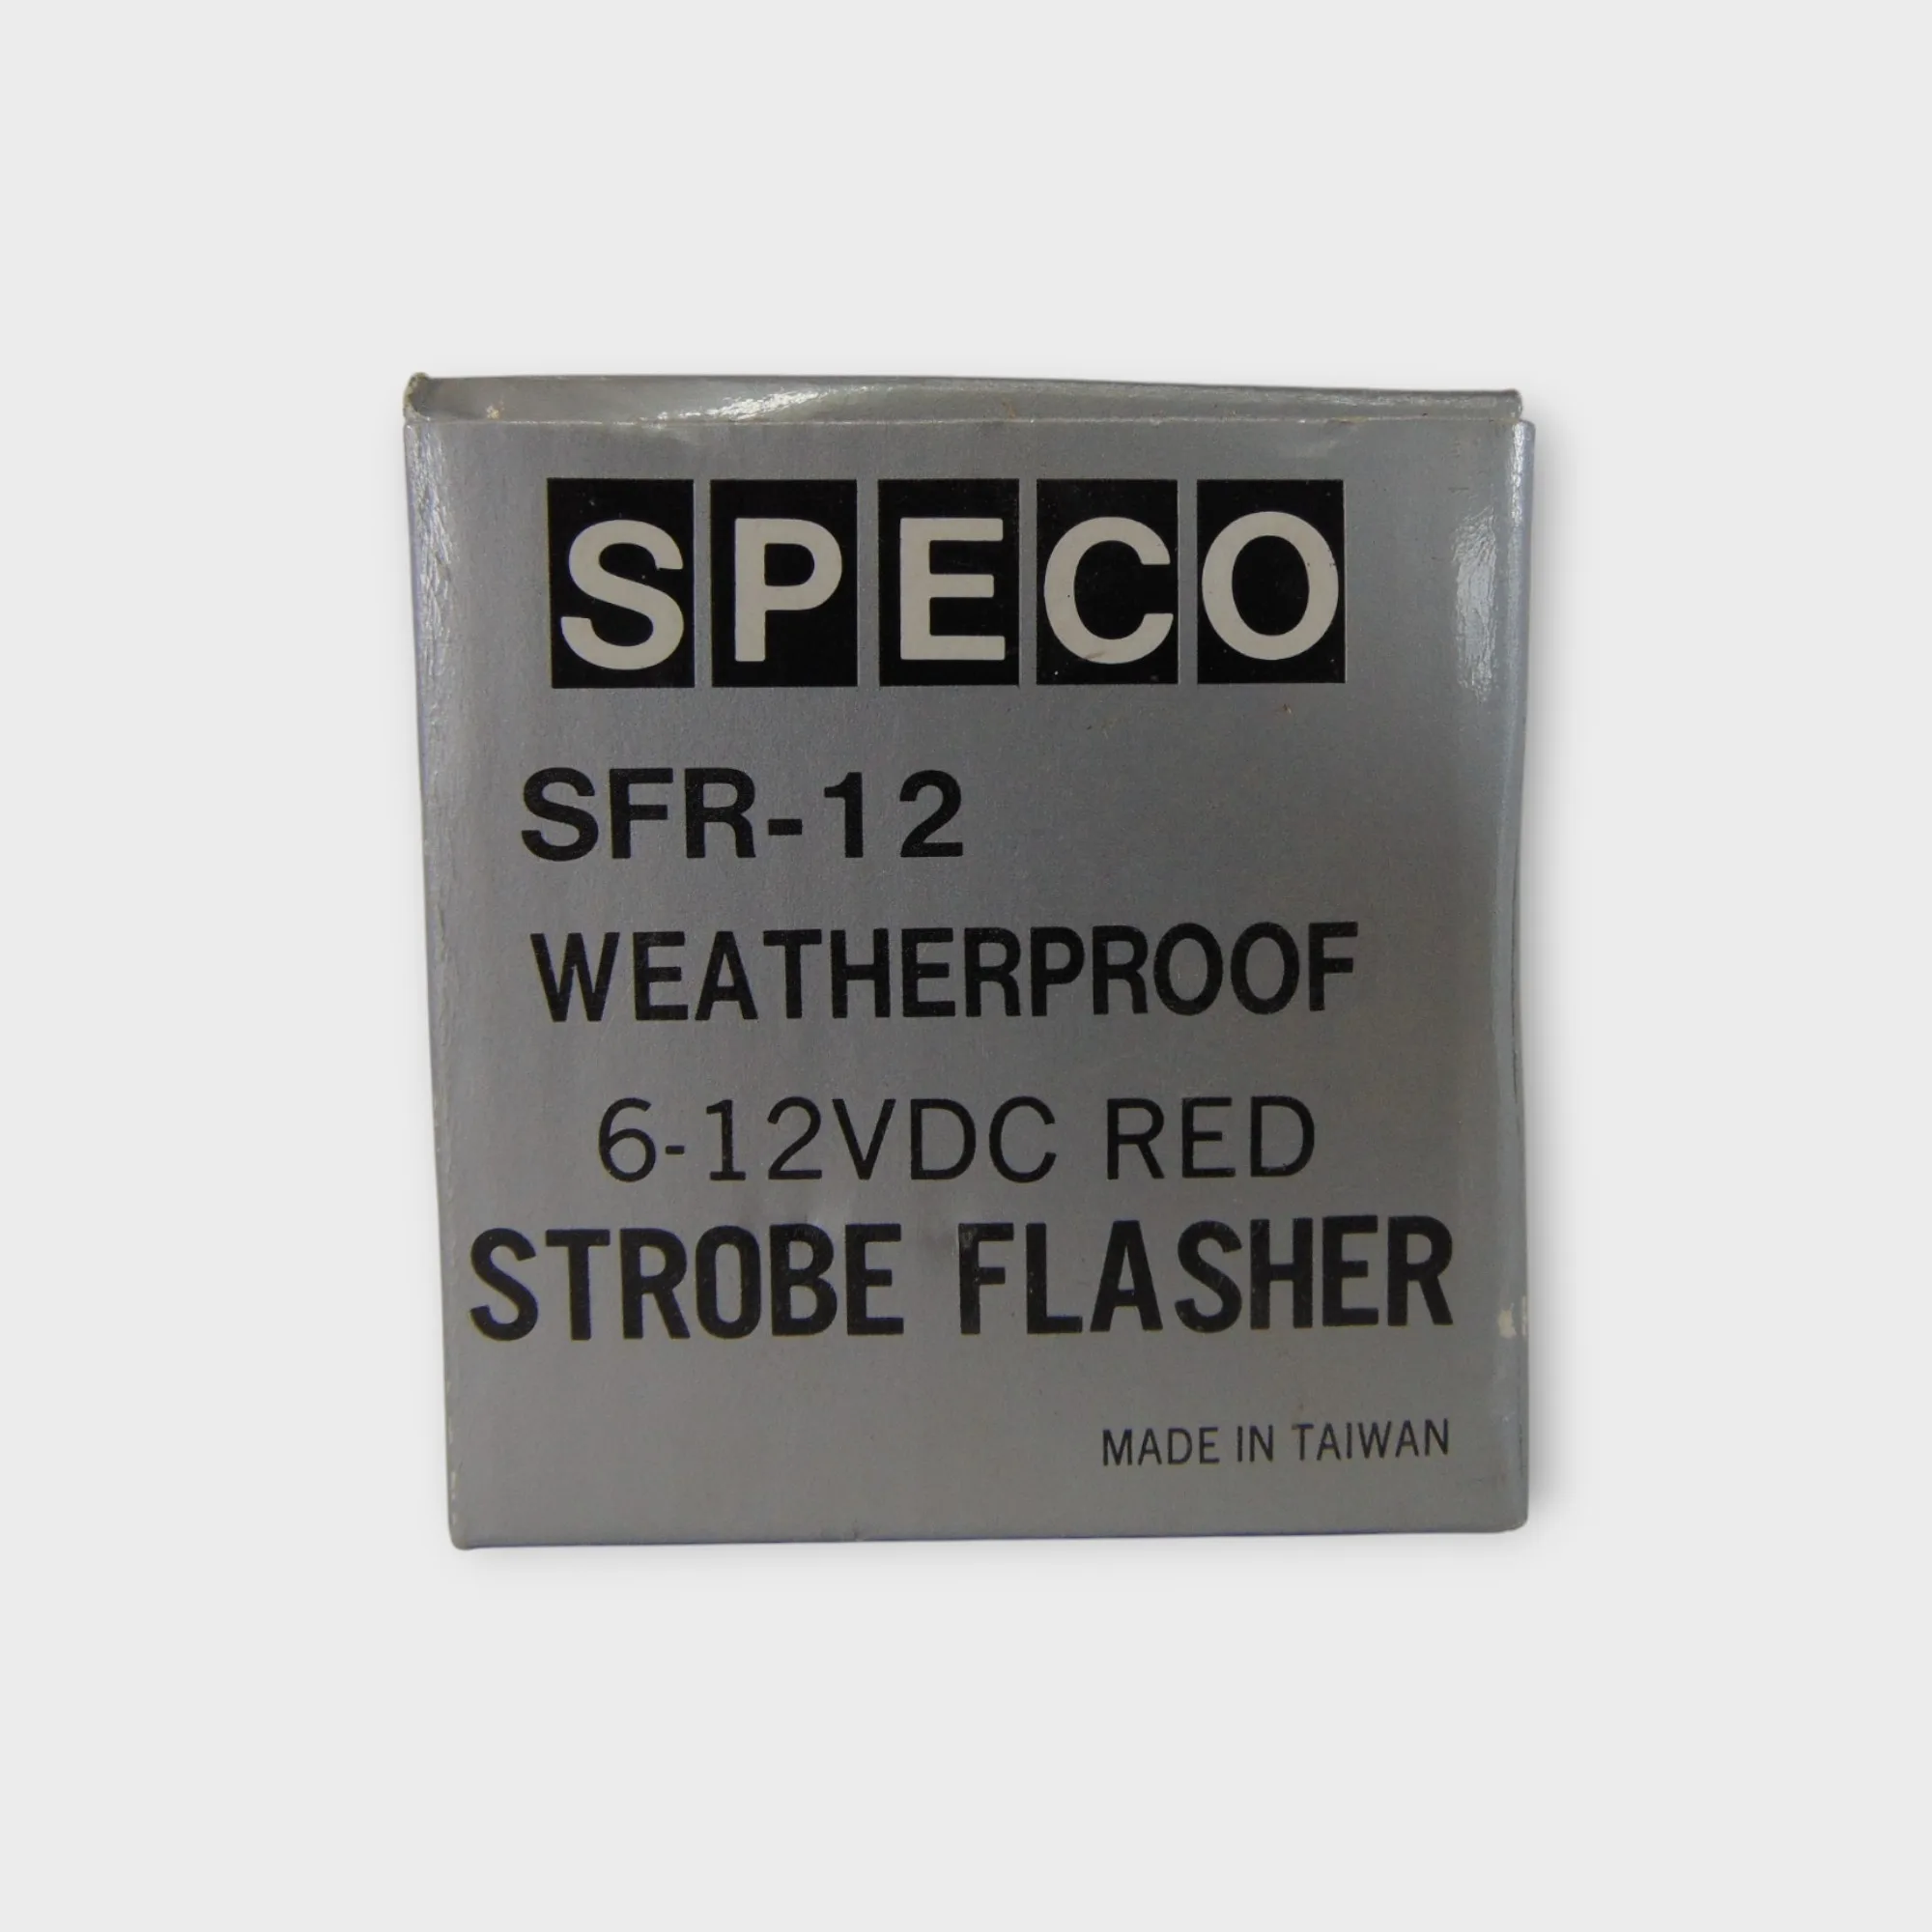 SPECO
SFR-12
WEATHERPROOF
6-12VDC RED
STROBE FLASHER
MADE IN TAIWAN